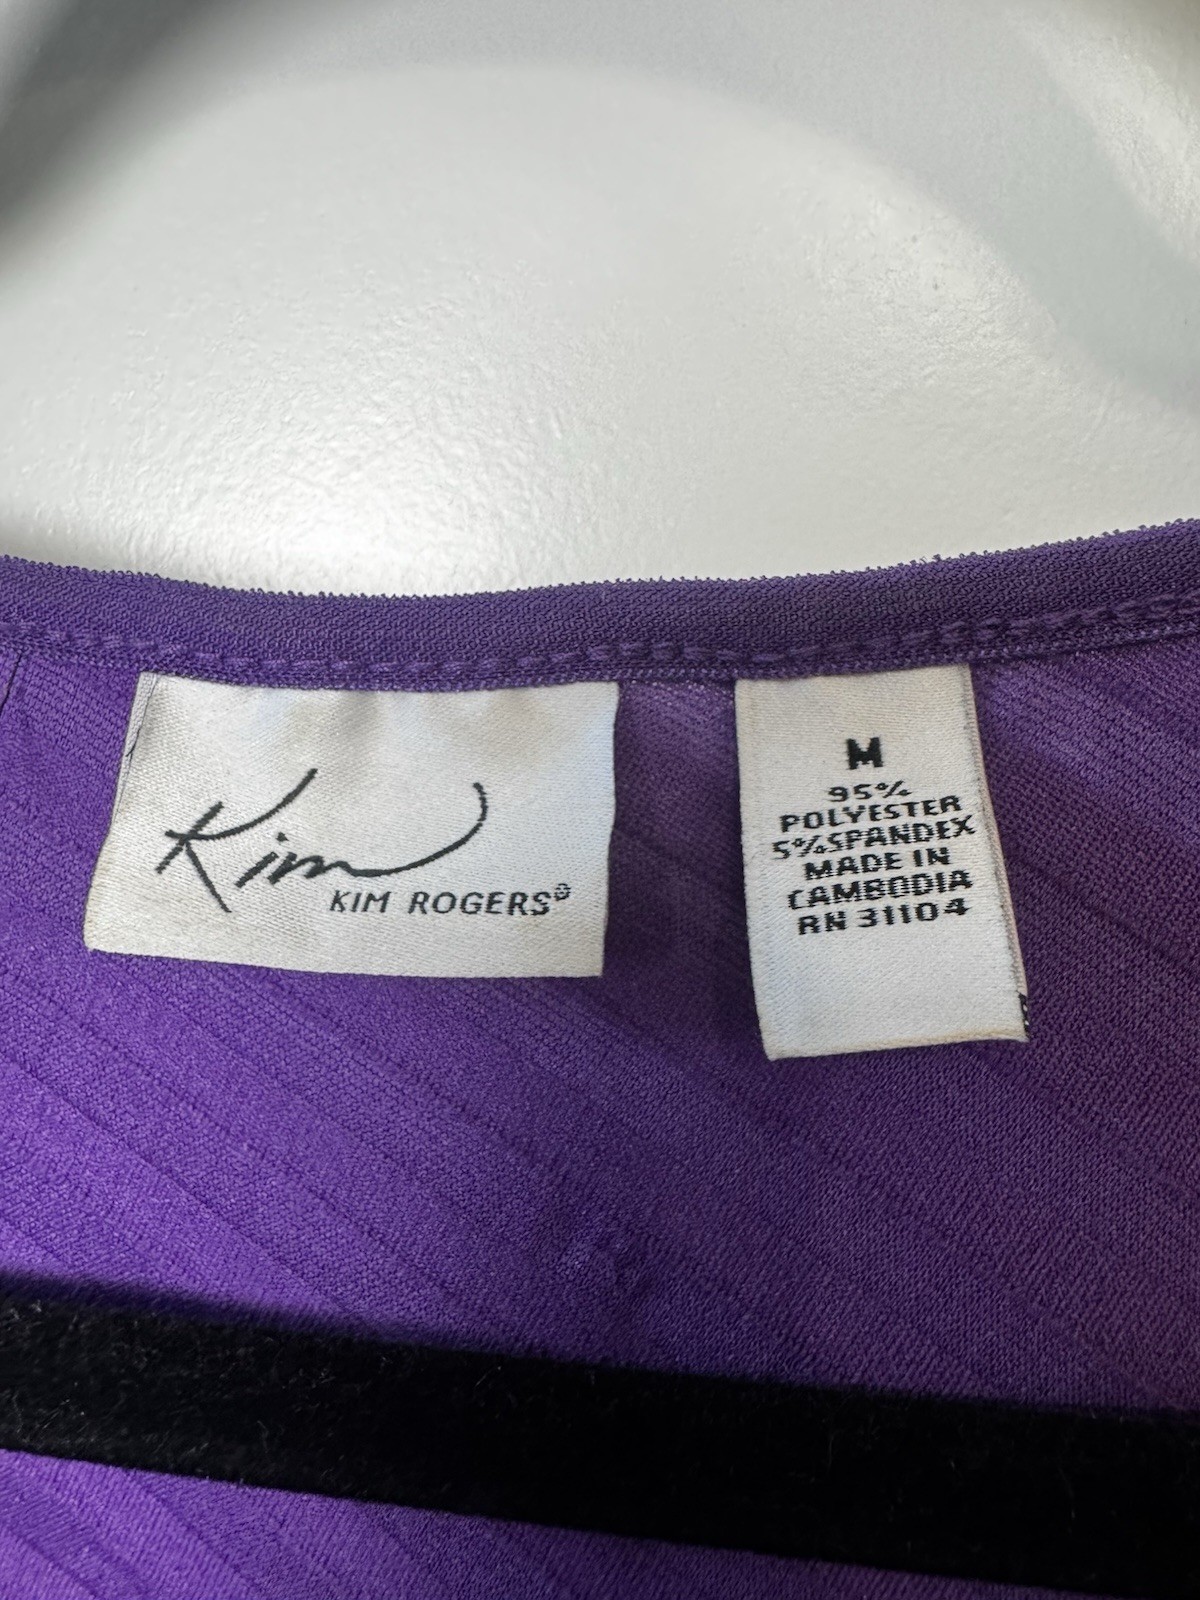 Kim
KIM ROGERS®
M
95%
POLYESTER
5%SPANDEX
MADE IN
CAMBODIA
RN 31104